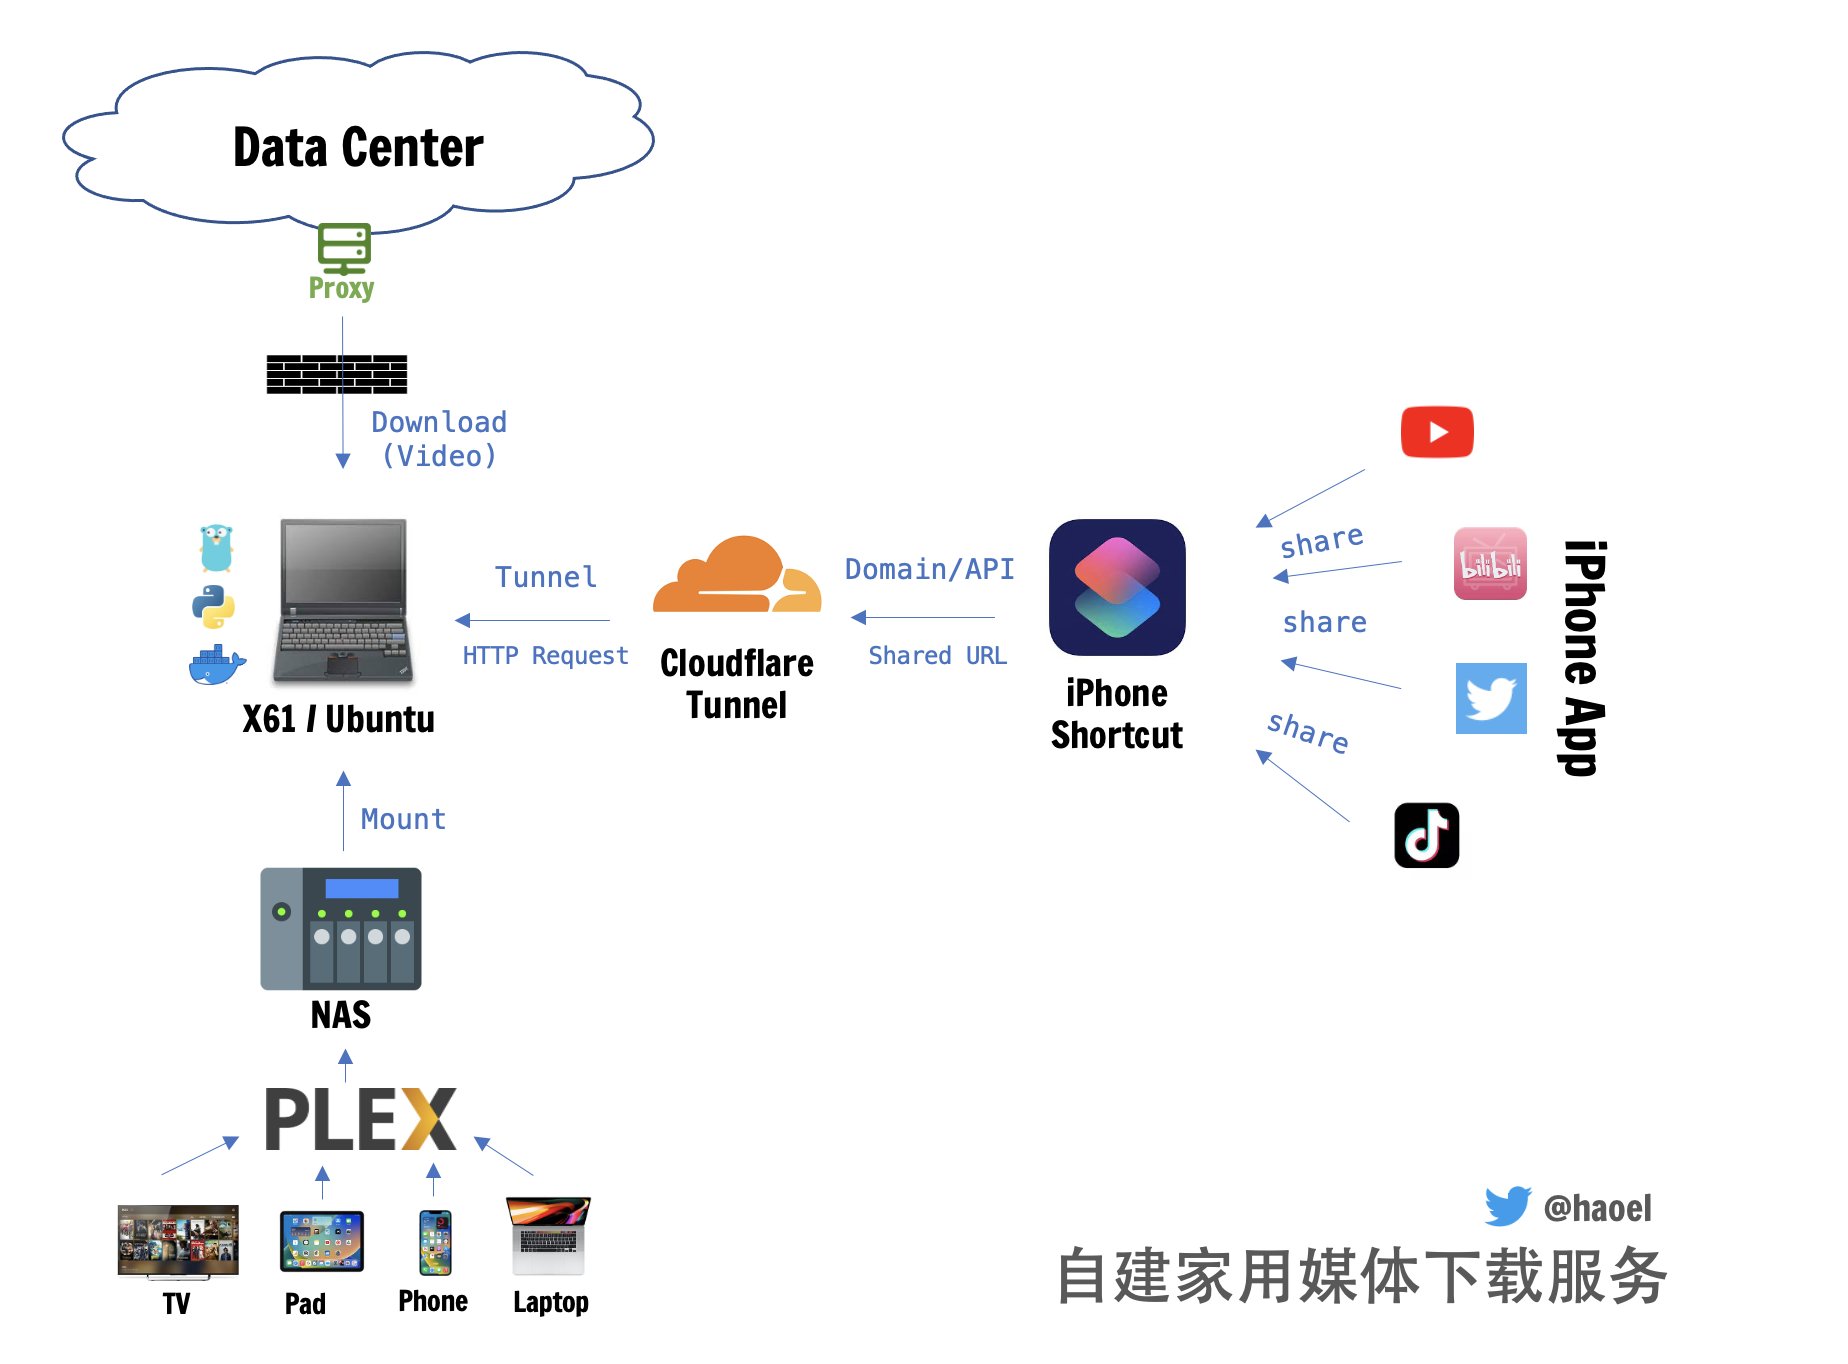 Data Center
Proxy
Download
(Video)
Tunnel
HTTP Request
Domain/API
Shared URL
share
share
share
bilibili
iPhone App
X61 / Ubuntu
Cloudflare
Tunnel
iPhone
Shortcut
Mount
NAS
PLEX
TV
Pad
Phone
Laptop
@haoel
自建家用媒体下载服务